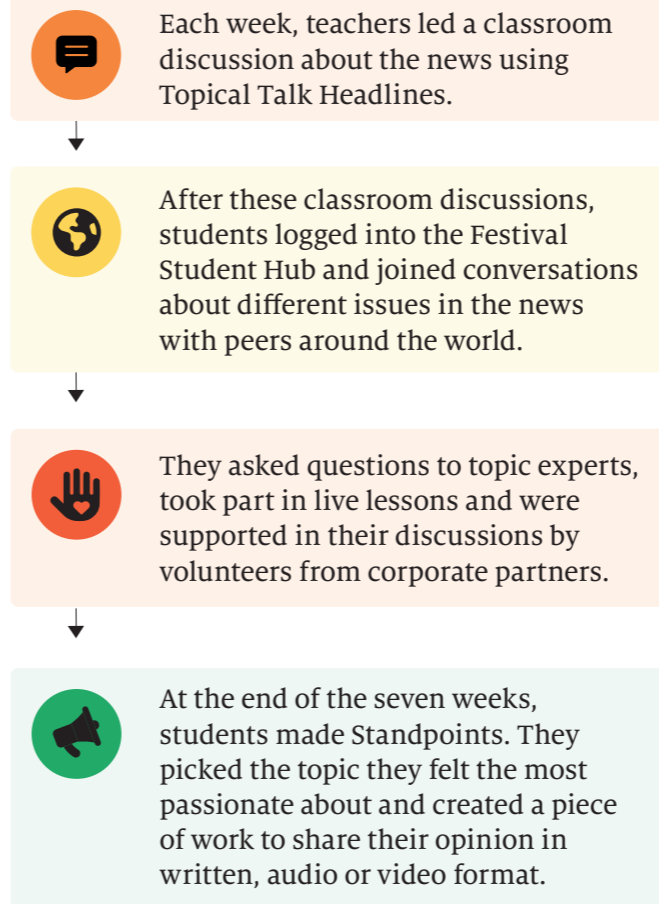 Each week, teachers led a classroom
discussion about the news using
Topical Talk Headlines.
After these classroom discussions,
students logged into the Festival
Student Hub and joined conversations
about different issues in the news
with peers around the world.
They asked questions to topic experts,
took part in live lessons and were
supported in their discussions by
volunteers from corporate partners.
At the end of the seven weeks,
students made Standpoints. They
picked the topic they felt the most
passionate about and created a piece
of work to share their opinion in
written, audio or video format.